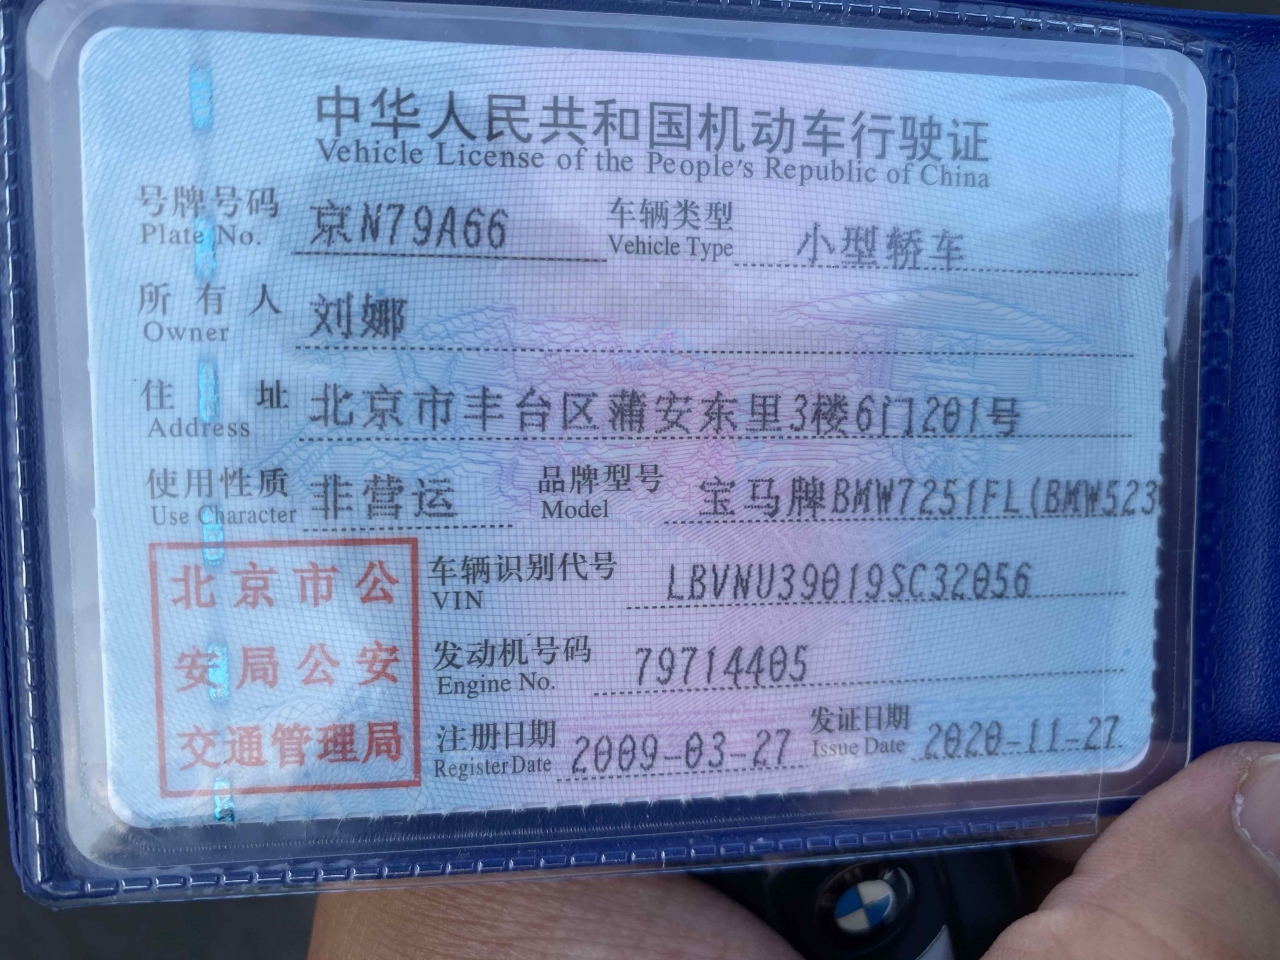 中华人民共和国机动车行驶证
Vehicle License of the People's Republic of China
号牌号码 京N79A66 车辆类型 小型轿车
Plate No. Vehicle Type
所有人 刘娜
Owner
住址 北京市丰台区蒲安东里3楼6门201号
Address
使用性质 非营运 品牌型号 宝马牌BMW7251FL(BMW523
Use Character Model
北京市公
安局公安
交通管理局
车辆识别代号 LBVNU39019SC32056
VIN
发动机号码 79714405
Engine No.
注册日期 2009-03-27 发证日期 2020-11-27
Register Date Issue Date